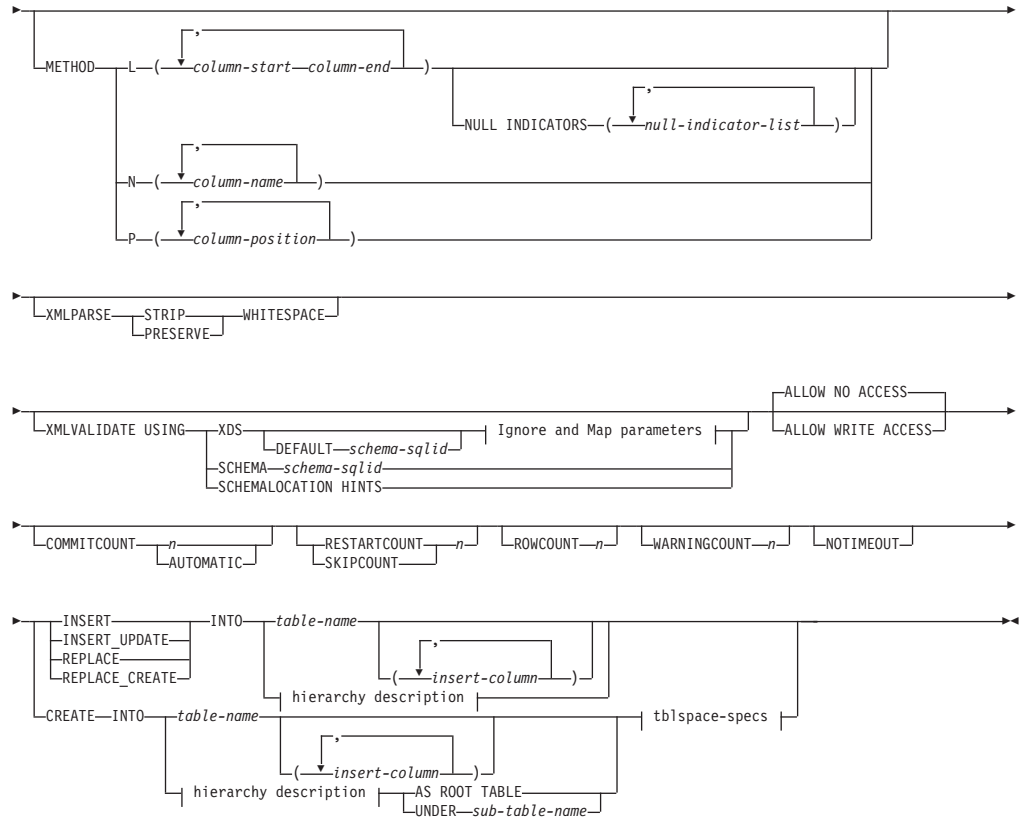 ,
METHOD L ( column-start column-end )
,
NULL INDICATORS ( null-indicator-list )
,
N ( column-name )
,
P ( column-position )
XMLPARSE STRIP WHITESPACE
PRESERVE
ALLOW NO ACCESS
XMLVALIDATE USING XDS Ignore and Map parameters ALLOW WRITE ACCESS
DEFAULT schema-sqlid
SCHEMA schema-sqlid
SCHEMALOCATION HINTS
COMMITCOUNT n RESTARTCOUNT n ROWCOUNT n WARNINGCOUNT n NOTIMEOUT
AUTOMATIC SKIPCOUNT
INSERT INTO table-name
INSERT_UPDATE ,
REPLACE ( insert-column )
REPLACE_CREATE hierarchy description
CREATE INTO table-name tblspace-specs
,
( insert-column )
hierarchy description AS ROOT TABLE
UNDER sub-table-name